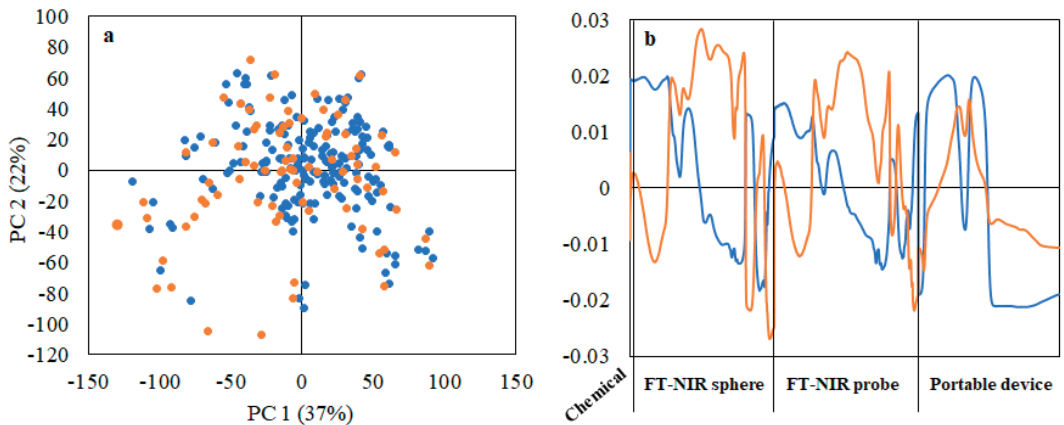 a
100
80
60
40
20
0
-20
-40
-60
-80
-100
-120
-150 -100 -50 0 50 100 150
PC 2 (22%)
PC 1 (37%)
b
0.03
0.02
0.01
0
-0.01
-0.02
-0.03
Chemical
FT-NIR sphere FT-NIR probe Portable device